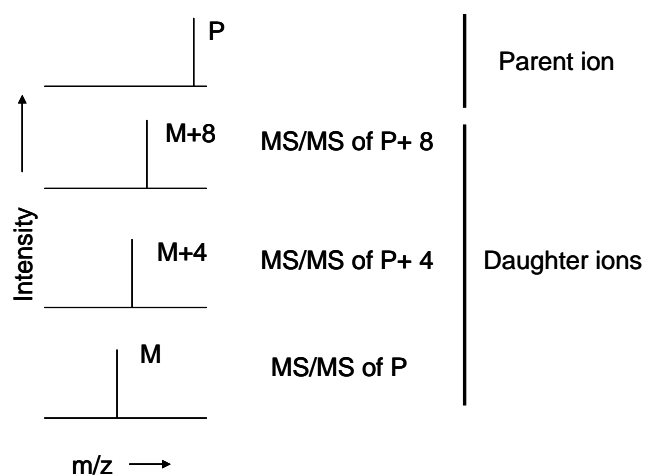 P
Parent ion
M+8
MS/MS of P+ 8
M+4
MS/MS of P+ 4
Daughter ions
Intensity
M
MS/MS of P
m/z